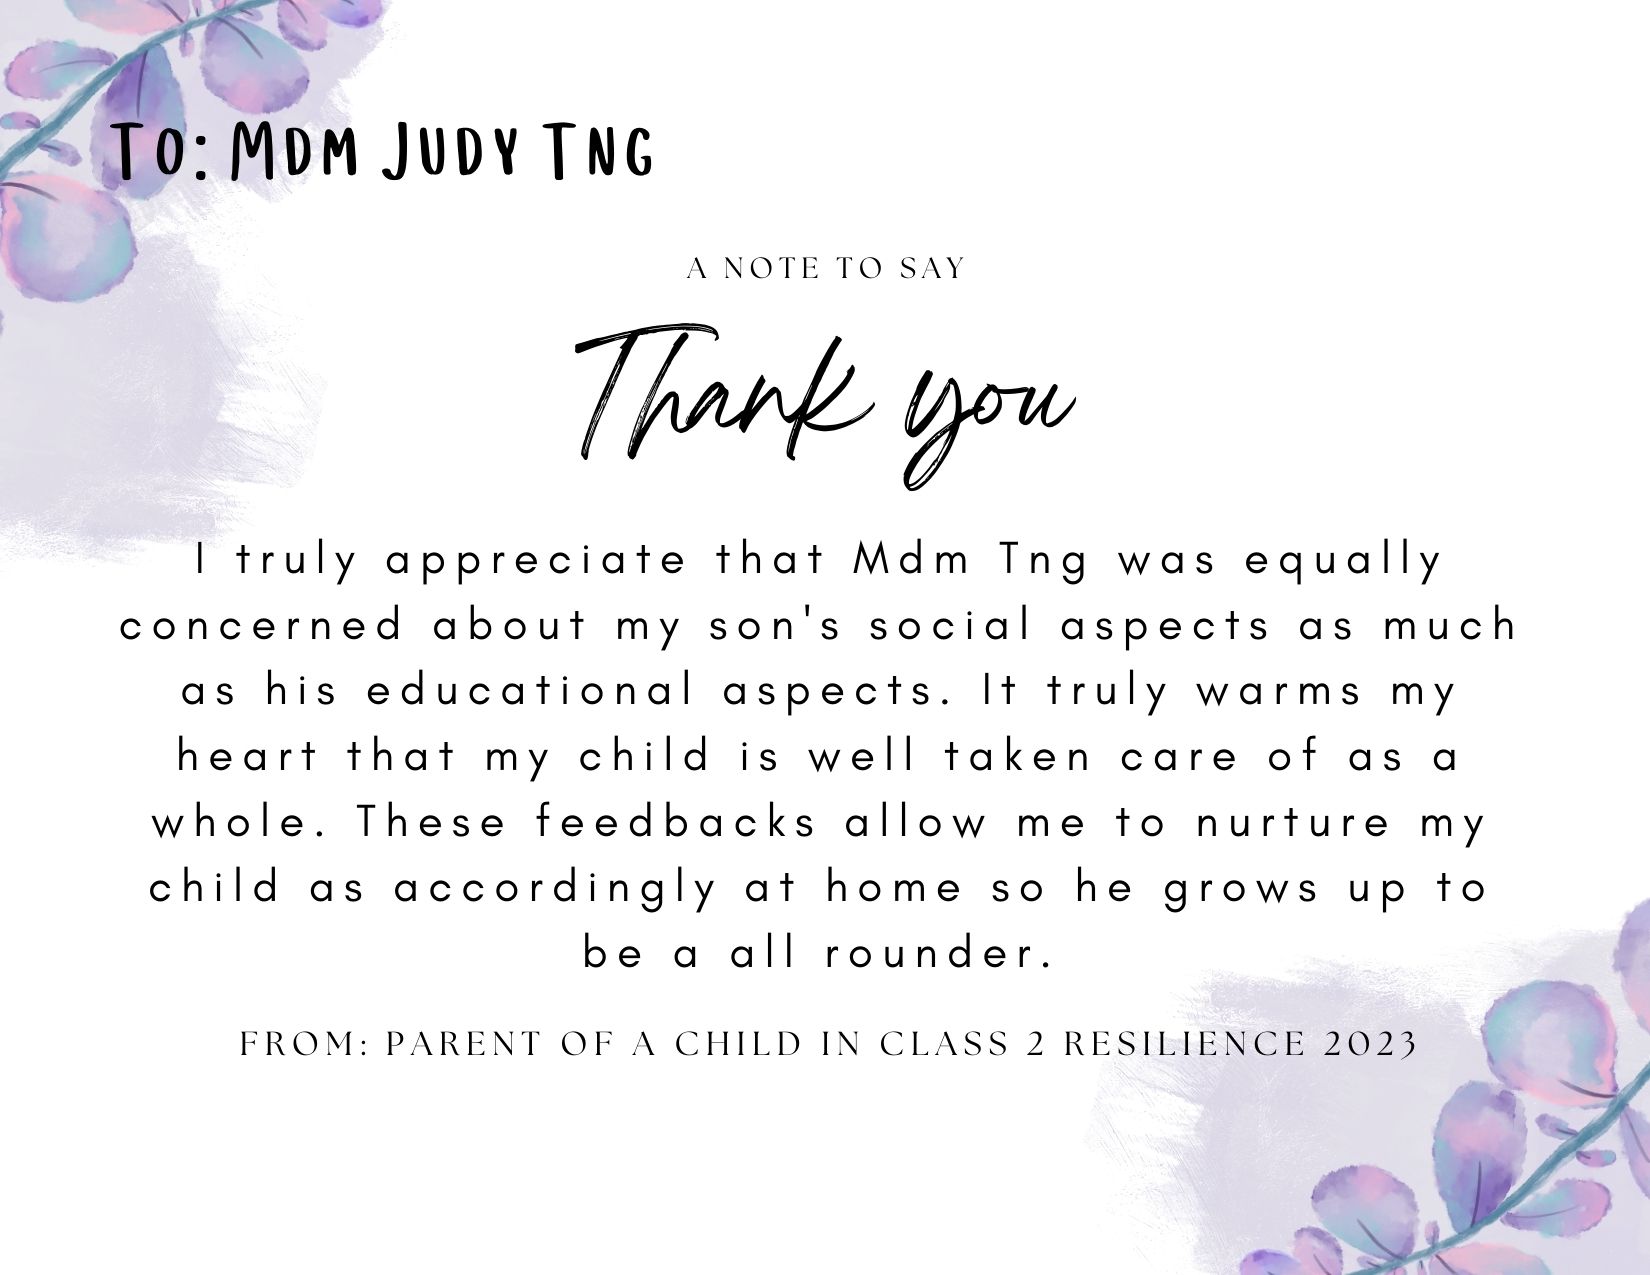 To: Mdm Judy Tng
A NOTE TO SAY
Thank you
I truly appreciate that Mdm Tng was equally
concerned about my son's social aspects as much
as his educational aspects. It truly warms my
heart that my child is well taken care of as a
whole. These feedbacks allow me to nurture my
child as accordingly at home so he grows up to
be a all rounder.
FROM: PARENT OF A CHILD IN CLASS 2 RESILIENCE 2023